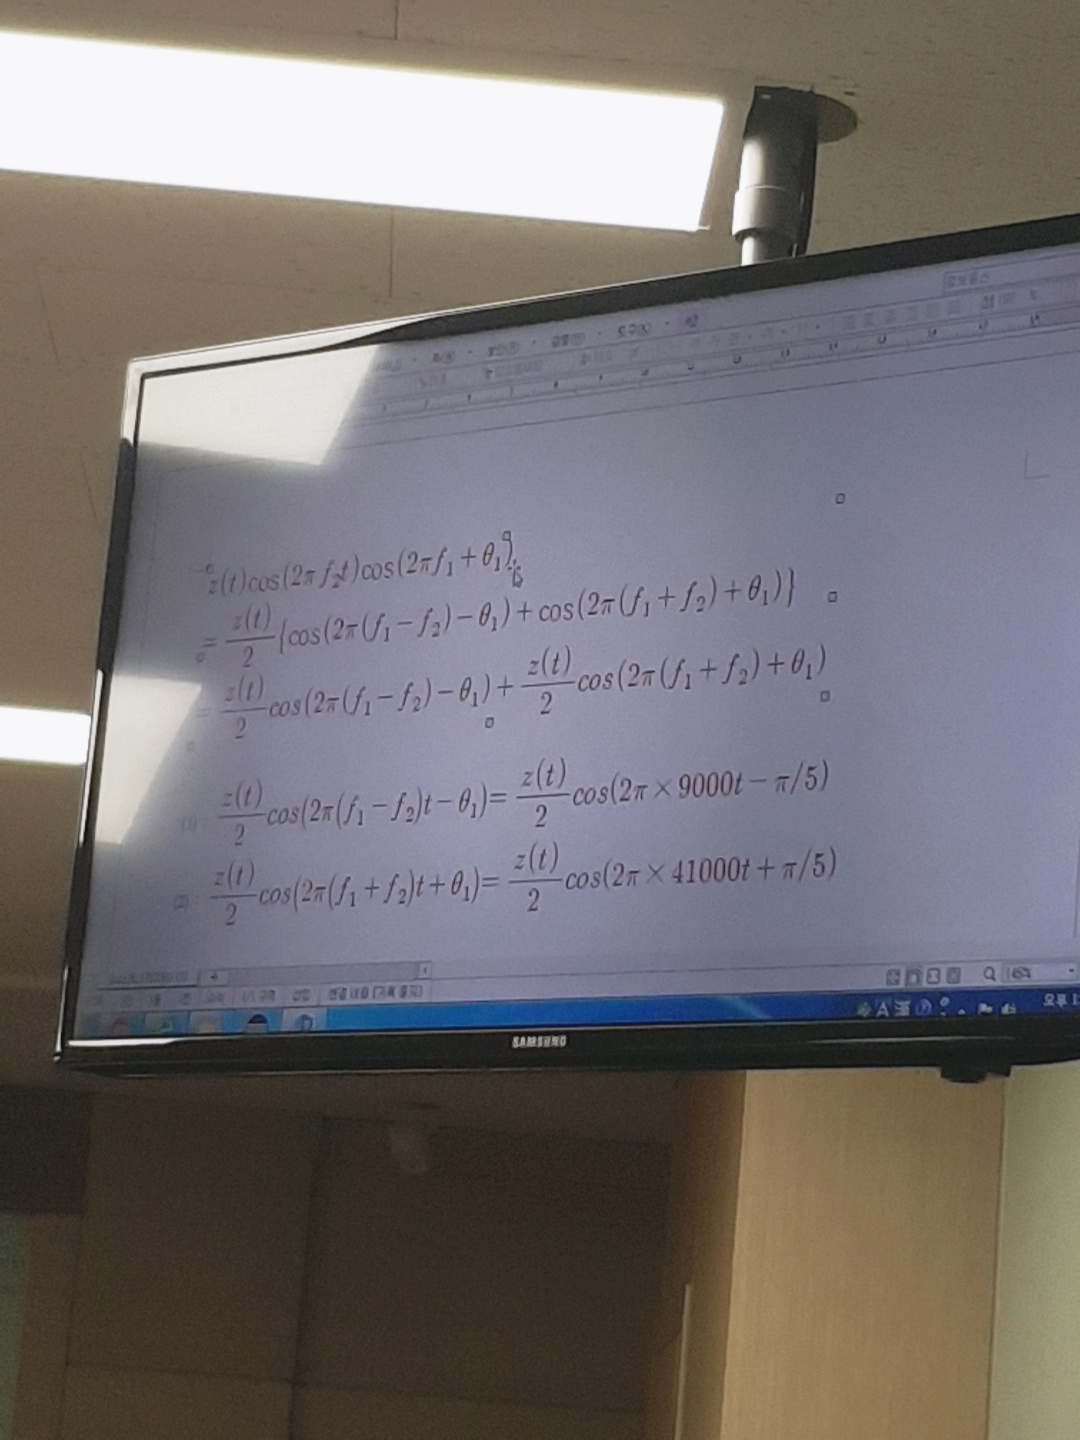 z(t)cos(2πf₂t)cos(2πf₁+θ₁)
= z(t)/2 {cos(2π(f₁−f₂)−θ₁)+cos(2π(f₁+f₂)+θ₁)}
= z(t)/2 cos(2π(f₁−f₂)−θ₁)+ z(t)/2 cos(2π(f₁+f₂)+θ₁)
(1) z(t)/2 cos(2π(f₁−f₂)t−θ₁)= z(t)/2 cos(2π×9000t−π/5)
(2) z(t)/2 cos(2π(f₁+f₂)t+θ₁)= z(t)/2 cos(2π×41000t+π/5)
SAMSUNG